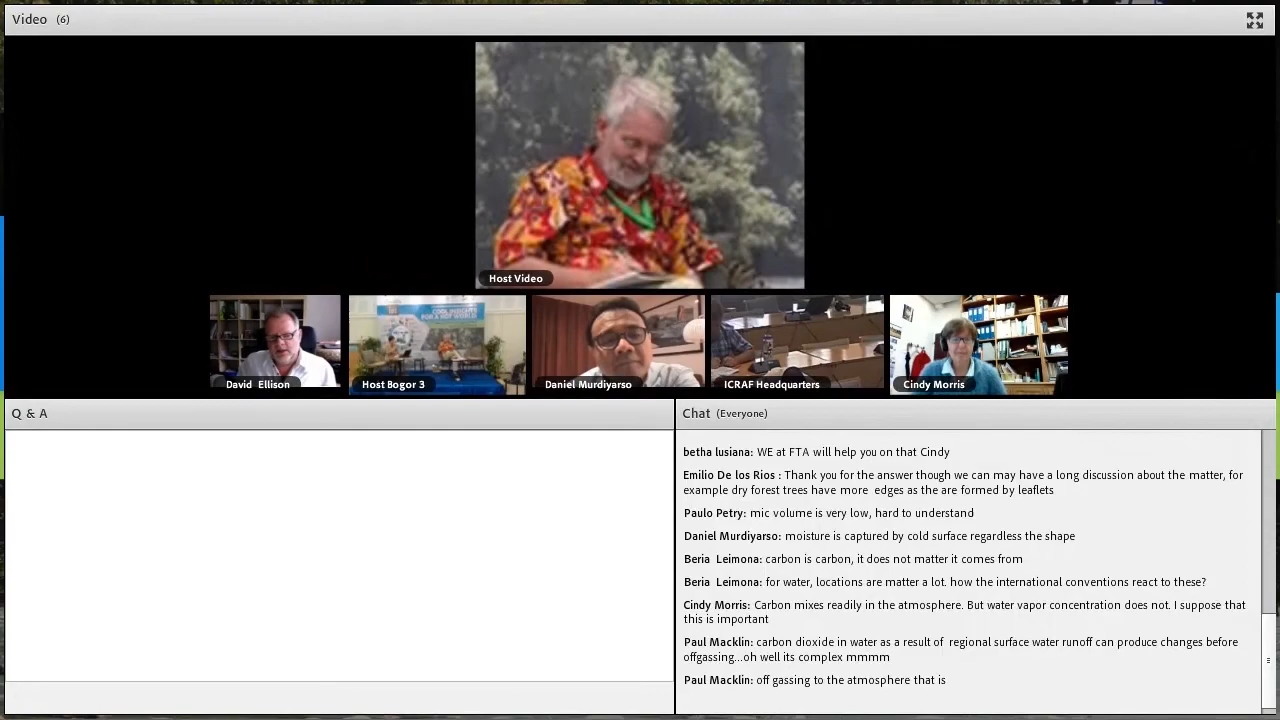 Video (6)
Host Video
David Ellison
Host Bogor 3
Daniel Murdiyarso
ICRAF Headquarters
Cindy Morris
COOL INSIGHTS
FOR A HOT WORLD
Q & A
Chat (Everyone)
betha lusiana: WE at FTA will help you on that Cindy
Emilio De los Rios : Thank you for the answer though we can may have a long discussion about the matter, for
example dry forest trees have more edges as the are formed by leaflets
Paulo Petry: mic volume is very low, hard to understand
Daniel Murdiyarso: moisture is captured by cold surface regardless the shape
Beria Leimona: carbon is carbon, it does not matter it comes from
Beria Leimona: for water, locations are matter a lot. how the international conventions react to these?
Cindy Morris: Carbon mixes readily in the atmosphere. But water vapor concentration does not. I suppose that
this is important
Paul Macklin: carbon dioxide in water as a result of regional surface water runoff can produce changes before
offgassing...oh well its complex mmmm
Paul Macklin: off gassing to the atmosphere that is